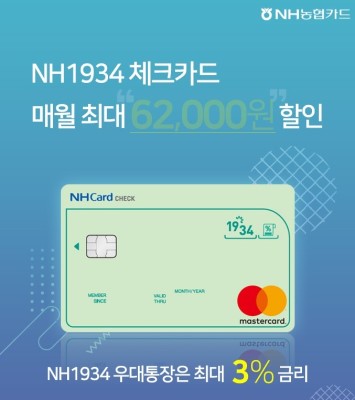 NH농협카드
NH1934 체크카드
매월 최대 "62,000원" 할인
NH Card CHECK
1934
MEMBER SINCE
VALID THRU
MONTH/YEAR
mastercard
NH1934 우대통장은 최대 3% 금리